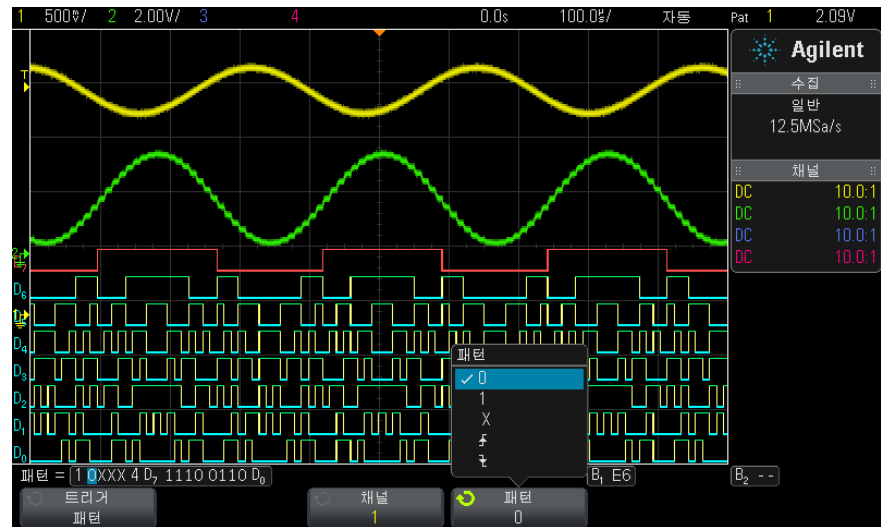 1 500㎷/ 2 2.00V/ 3 4 0.0s 100.0㎲/ 자동 Pat 1 2.09V
Agilent
수집
일반
12.5MSa/s
채널
DC 10.0:1
DC 10.0:1
DC 10.0:1
DC 10.0:1
T
D₆
D₄
D₃
D₂
D₁
D₀
패턴
✓ 0
1
X
패턴 = 1 0XXX 4 D₇ 1110 0110 D₀ B₁ E6 B₂ --
트리거
패턴
채널
1
패턴
0